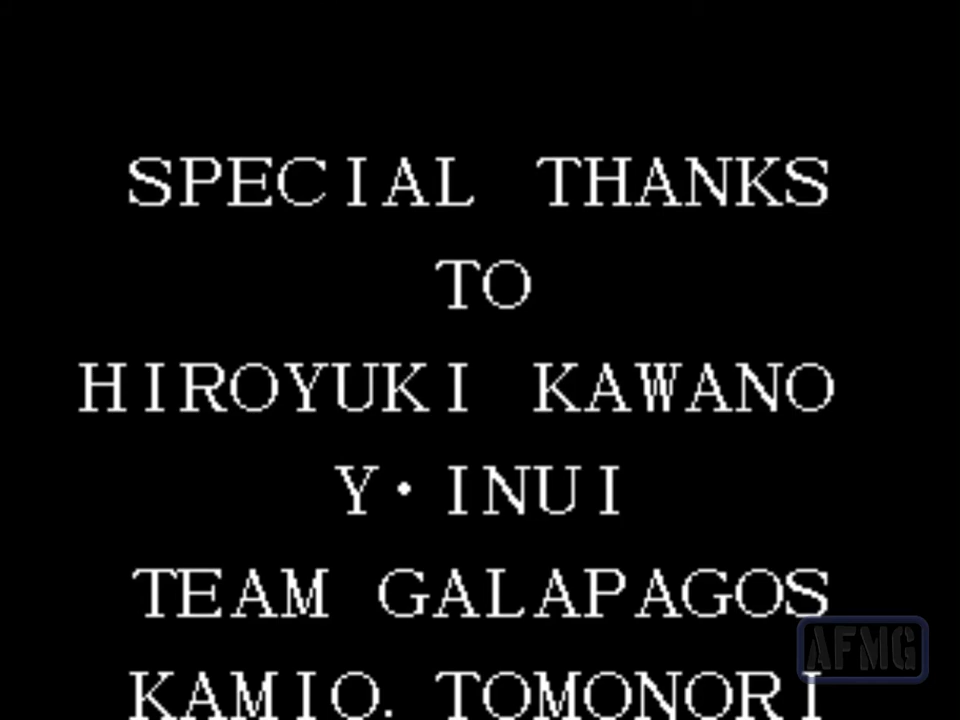 SPECIAL THANKS
TO
HIROYUKI KAWANO
Y・INUI
TEAM GALAPAGOS
AFMG
KAMIO. TOMONORI